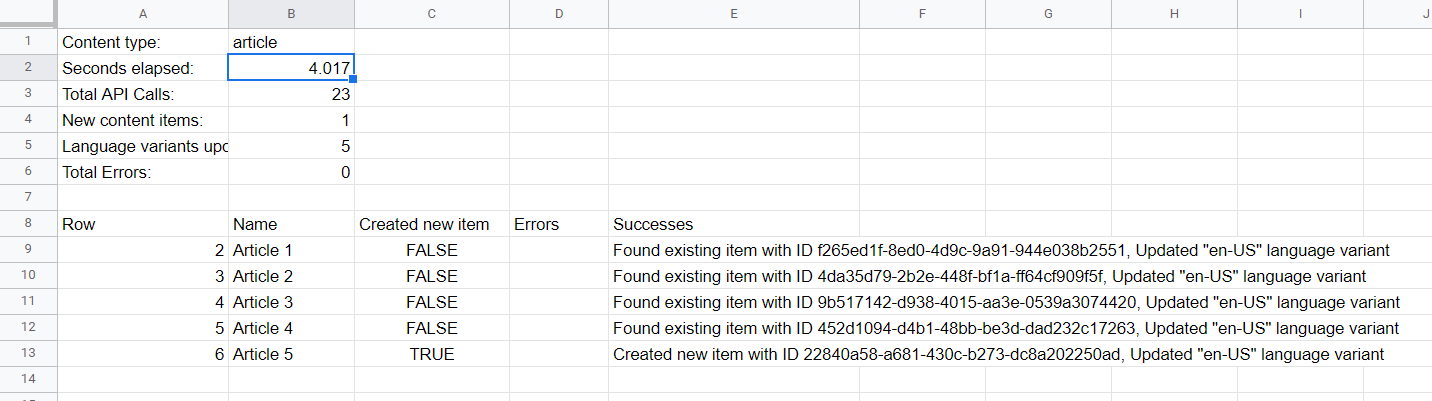 A B C D E F G H I J
1 Content type: article
2 Seconds elapsed: 4.017
3 Total API Calls: 23
4 New content items: 1
5 Language variants upd 5
6 Total Errors: 0
7
8 Row Name Created new item Errors Successes
9 2 Article 1 FALSE Found existing item with ID f265ed1f-8ed0-4d9c-9a91-944e038b2551, Updated "en-US" language variant
10 3 Article 2 FALSE Found existing item with ID 4da35d79-2b2e-448f-bf1a-ff64cf909f5f, Updated "en-US" language variant
11 4 Article 3 FALSE Found existing item with ID 9b517142-d938-4015-aa3e-0539a3074420, Updated "en-US" language variant
12 5 Article 4 FALSE Found existing item with ID 452d1094-d4b1-48bb-be3d-dad232c17263, Updated "en-US" language variant
13 6 Article 5 TRUE Created new item with ID 22840a58-a681-430c-b273-dc8a202250ad, Updated "en-US" language variant
14